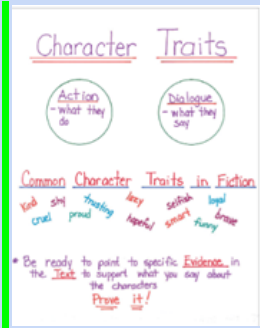 Character Traits
Action
- what they
do
Dialogue
- what they
say
Common Character Traits in Fiction
kind shy trusting lazy selfish loyal
cruel proud hopeful smart funny brave
• Be ready to point to specific Evidence in
the Text to support what you say about
the characters
Prove it!